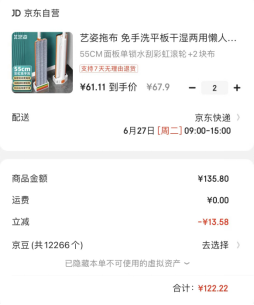 JD 京东自营
艺姿拖布 免手洗平板干湿两用懒人...
55CM面板单锁水刮彩虹滚轮+2块布
支持7天无理由退货
¥61.11 到手价 ¥67.9
2
艺姿
55cm
配送 京东快递
6月27日 [周二] 09:00-15:00
商品金额 ¥135.80
运费 ¥0.00
立减 -¥13.58
京豆 (共12266个) 去选择
已隐藏本单不可使用的虚拟资产
合计: ¥122.22